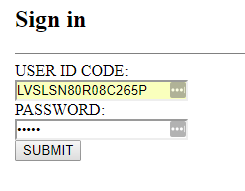 Sign in
USER ID CODE:
LVSLSN80R08C265P
PASSWORD:
•••••
SUBMIT